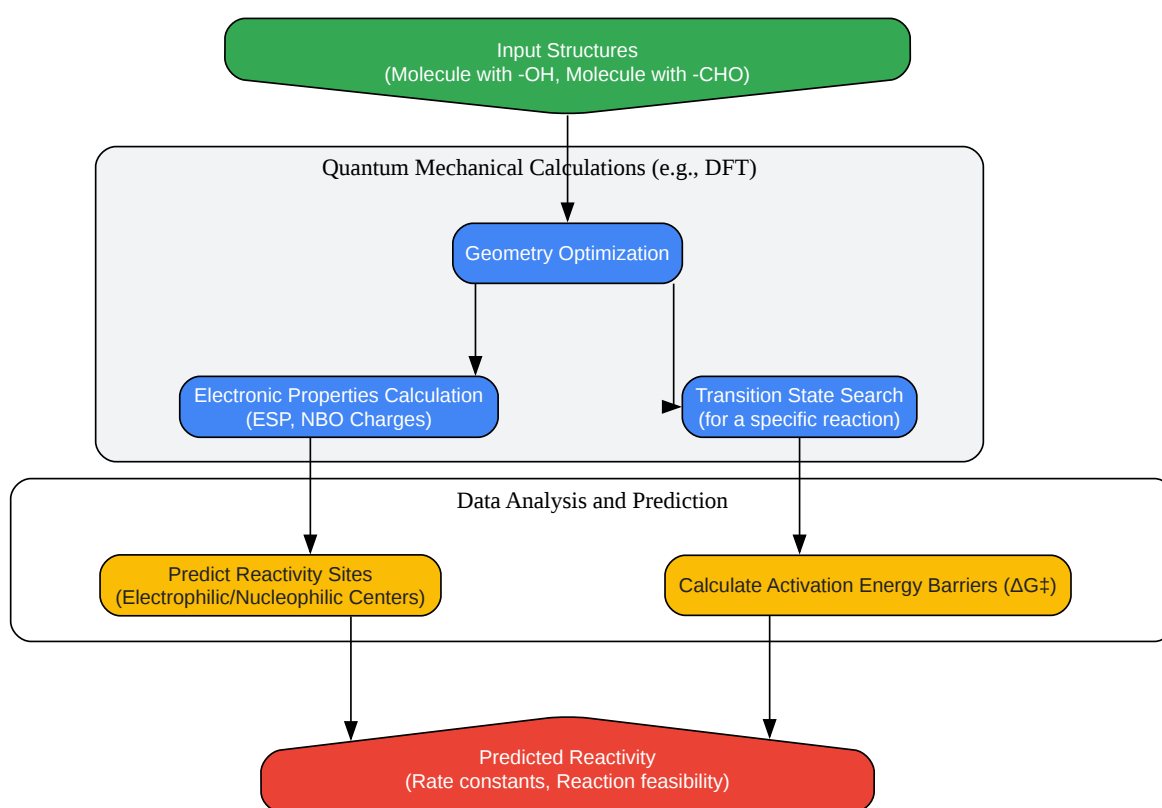 Input Structures
(Molecule with -OH, Molecule with -CHO)
Quantum Mechanical Calculations (e.g., DFT)
Geometry Optimization
Electronic Properties Calculation
(ESP, NBO Charges)
Transition State Search
(for a specific reaction)
Data Analysis and Prediction
Predict Reactivity Sites
(Electrophilic/Nucleophilic Centers)
Calculate Activation Energy Barriers (ΔG‡)
Predicted Reactivity
(Rate constants, Reaction feasibility)